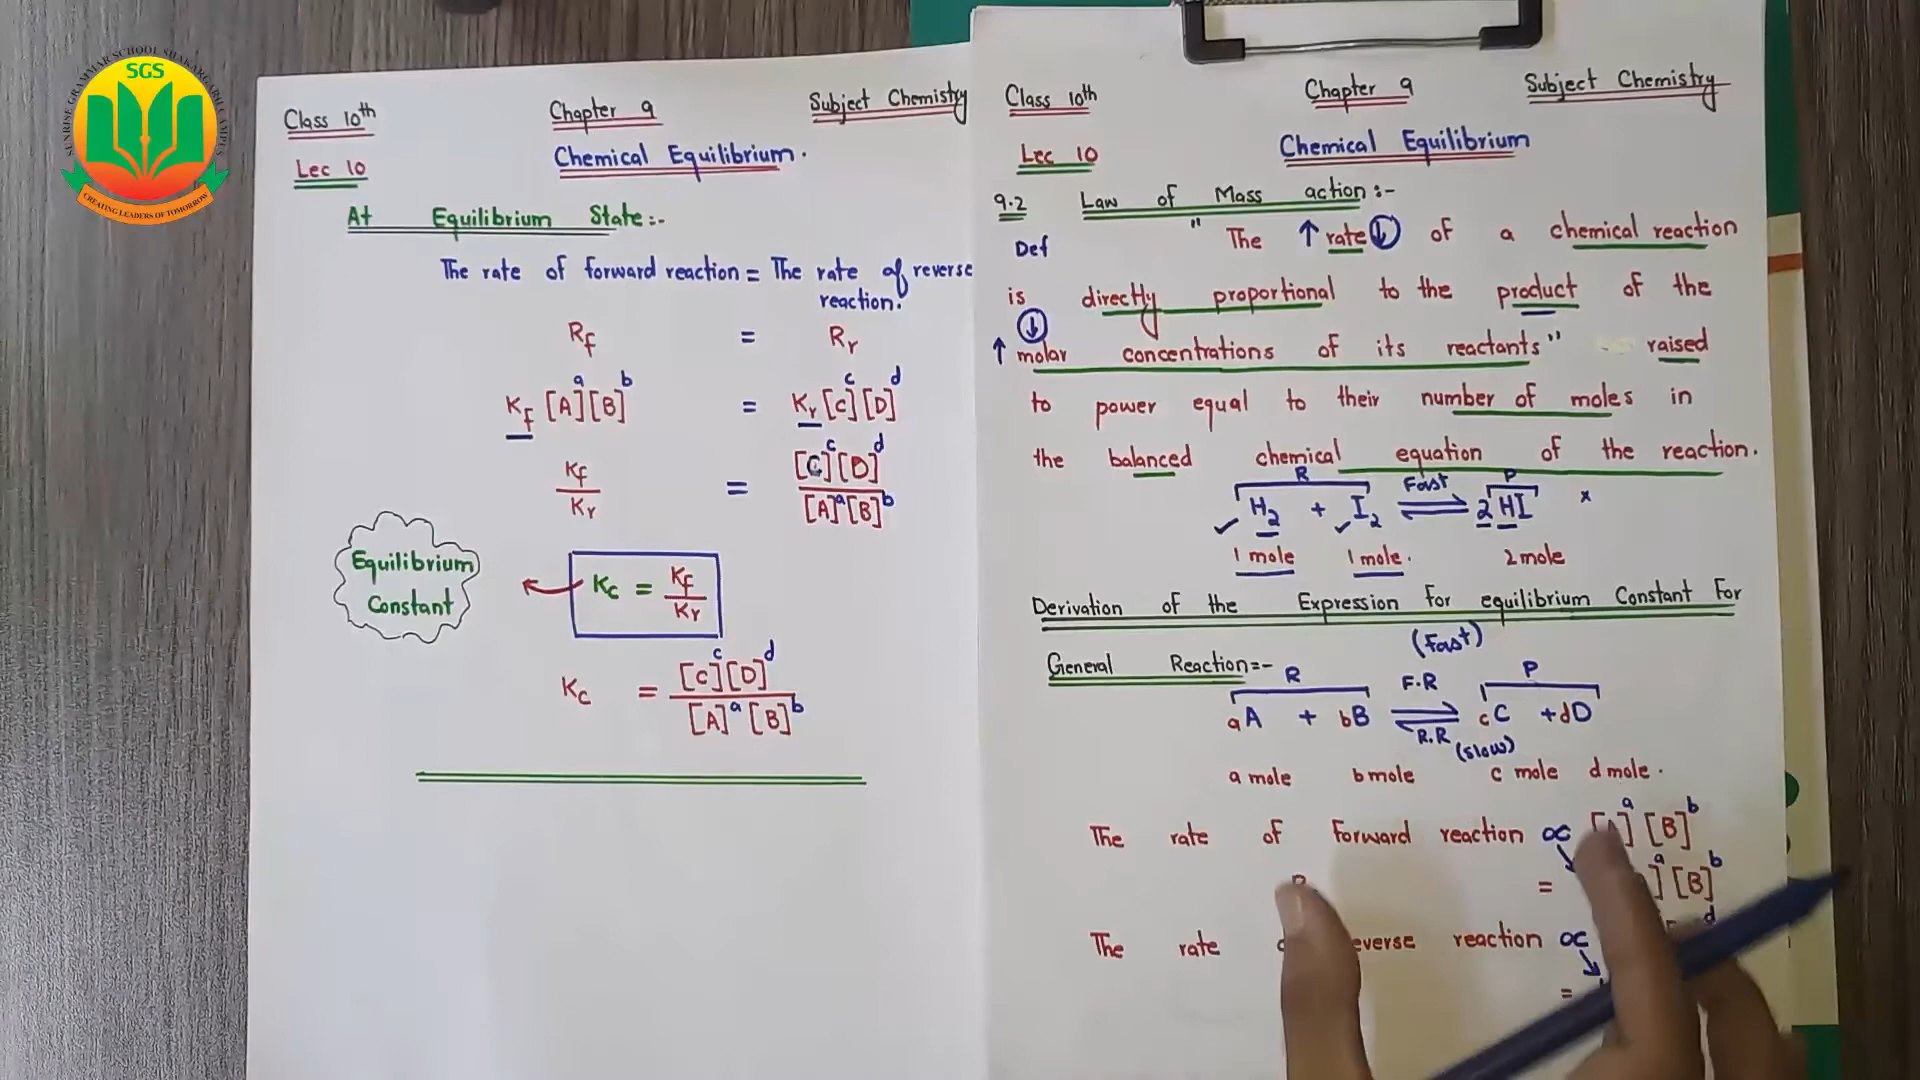 SUNRISE GRAMMAR SCHOOL SHAKARGARH CAMPUS
SGS
CREATING LEADERS OF TOMORROW
Class 10th Chapter 9 Subject Chemistry
Lec 10 Chemical Equilibrium.
At Equilibrium State:-
The rate of forward reaction = The rate of reverse
reaction.
Rf = Rr
Kf [A]^a [B]^b = Kr [C]^c [D]^d
Kf/Kr = [C]^c [D]^d / [A]^a [B]^b
Equilibrium
Constant
Kc = Kf/Kr
Kc = [C]^c [D]^d / [A]^a [B]^b
Class 10th Chapter 9 Subject Chemistry
Lec 10 Chemical Equilibrium
9.2 Law of Mass action:-
Def " The ↑ rate ↓ of a chemical reaction
is directly proportional to the product of the
↓
↑ molar concentrations of its reactants" raised
to power equal to their number of moles in
the balanced chemical equation of the reaction.
R Fast P
H₂ + I₂ ⇌ 2HI x
1 mole 1 mole. 2 mole
Derivation of the Expression For equilibrium Constant For
General Reaction:-
(Fast)
R F.R P
aA + bB ⇌ cC + dD
R.R (slow)
a mole b mole c mole d mole.
The rate of Forward reaction ∝ [A]^a [B]^b
= ]^a [B]^b
d
The rate reaction ∝
=